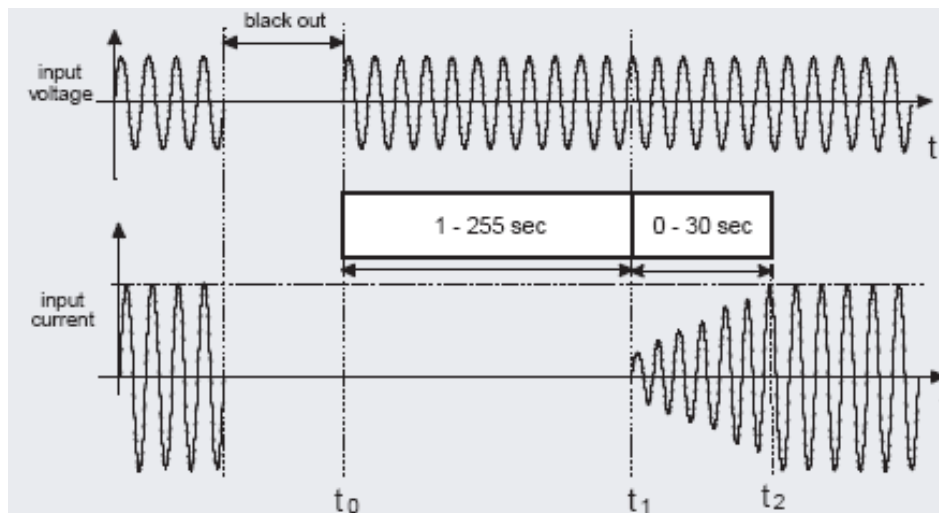 black out
input
voltage
t
1 - 255 sec
0 - 30 sec
input
current
t0
t1
t2